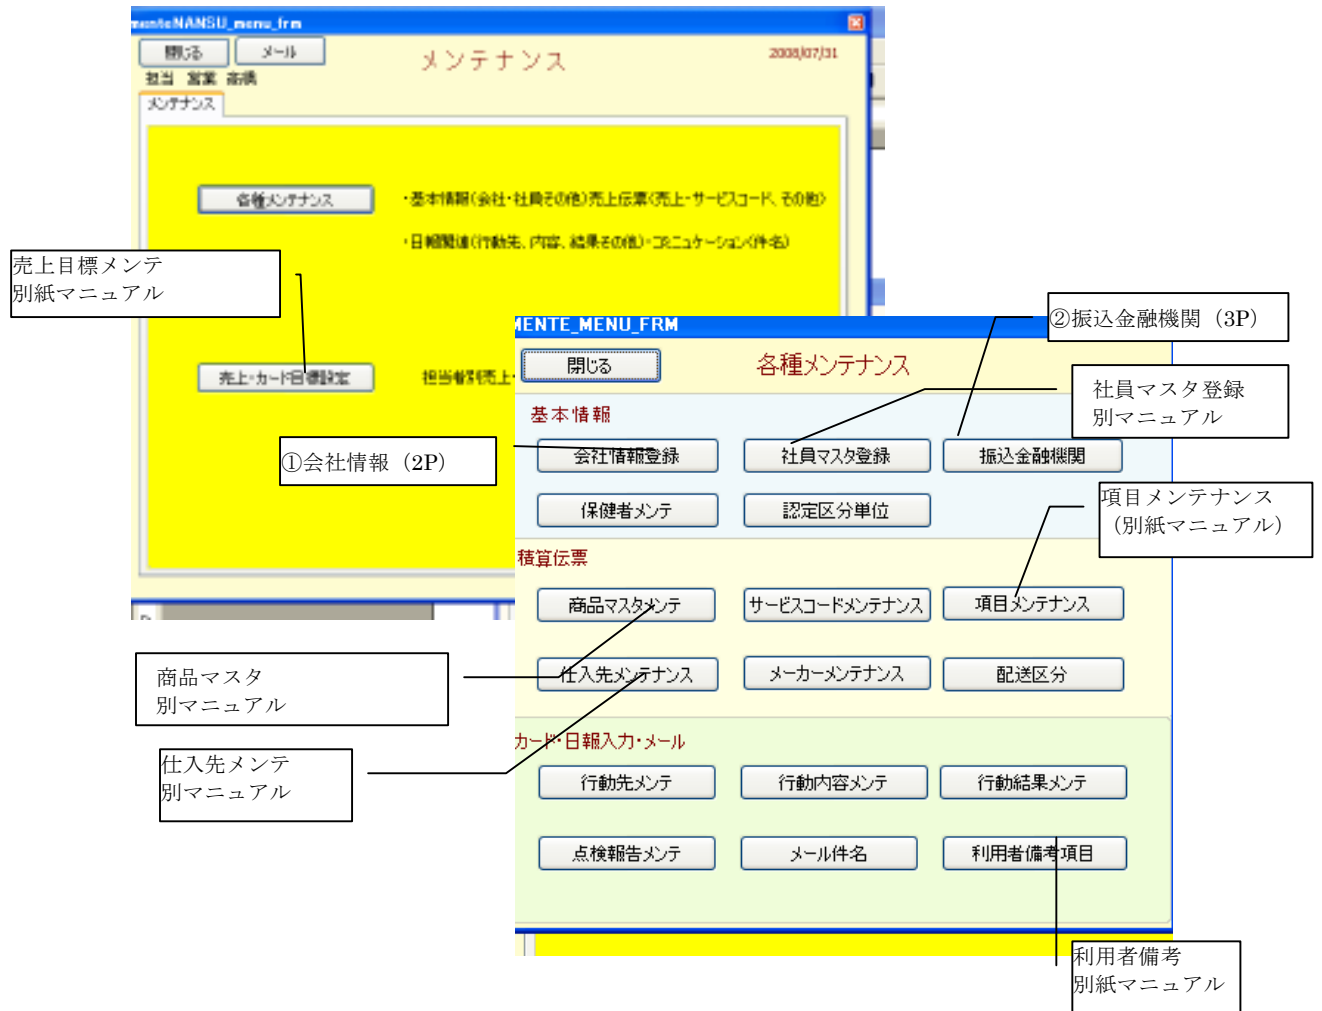 menteNANSU_menu_frm
閉じる
メール
メンテナンス
2008/07/31
担当 営業 高橋
メンテナンス
各種メンテナンス
・基本情報(会社・社員その他)売上伝票(売上・サービスコード、その他)
・日報関連(行動先、内容、結果その他)・コミュニケーション(件名)
売上目標メンテ
別紙マニュアル
売上・カード目標設定
担当者別売上・
MENTE_MENU_FRM
②振込金融機関（3P）
閉じる
各種メンテナンス
社員マスタ登録
別マニュアル
基本情報
①会社情報（2P）
会社情報登録
社員マスタ登録
振込金融機関
保健者メンテ
認定区分単位
項目メンテナンス
（別紙マニュアル）
積算伝票
商品マスタメンテ
サービスコードメンテナンス
項目メンテナンス
商品マスタ
別マニュアル
仕入先メンテナンス
メーカーメンテナンス
配送区分
カード・日報入力・メール
仕入先メンテ
別マニュアル
行動先メンテ
行動内容メンテ
行動結果メンテ
点検報告メンテ
メール件名
利用者備考項目
利用者備考
別紙マニュアル